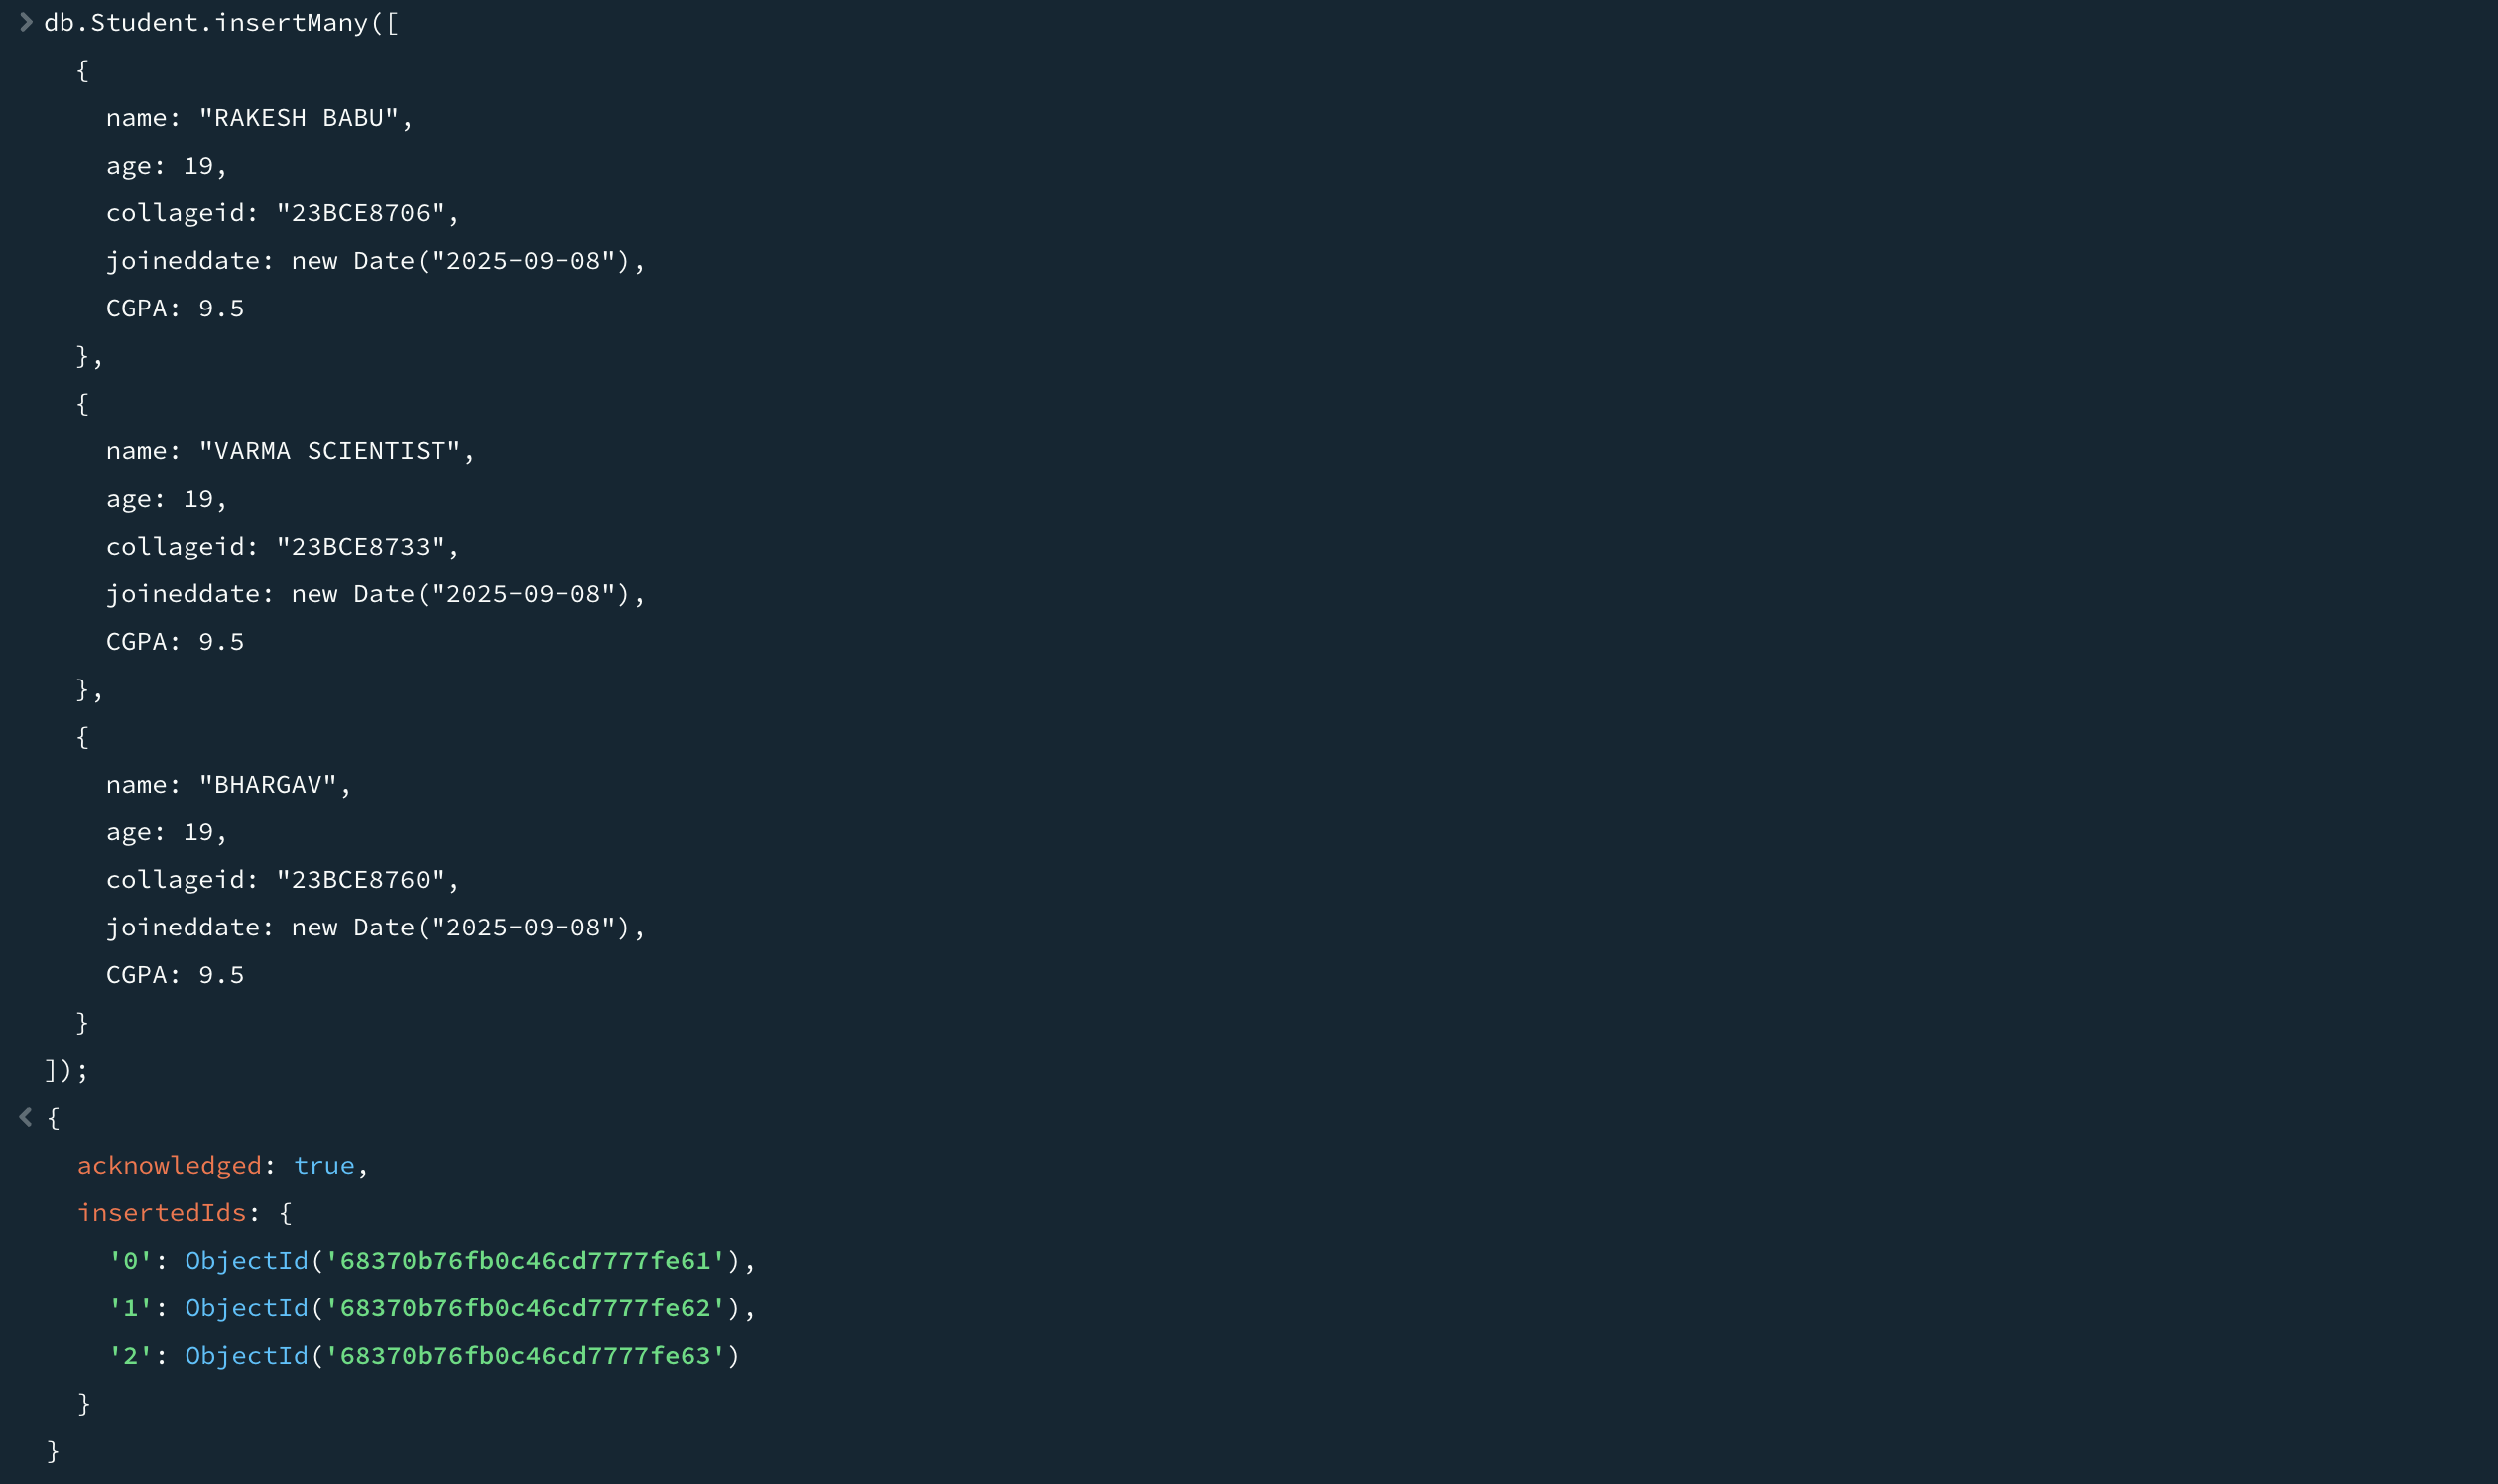 db.Student.insertMany([
{
name: "RAKESH BABU",
age: 19,
collageid: "23BCE8706",
joineddate: new Date("2025-09-08"),
CGPA: 9.5
},
{
name: "VARMA SCIENTIST",
age: 19,
collageid: "23BCE8733",
joineddate: new Date("2025-09-08"),
CGPA: 9.5
},
{
name: "BHARGAV",
age: 19,
collageid: "23BCE8760",
joineddate: new Date("2025-09-08"),
CGPA: 9.5
}
]);
{
acknowledged: true,
insertedIds: {
'0': ObjectId('68370b76fb0c46cd7777fe61'),
'1': ObjectId('68370b76fb0c46cd7777fe62'),
'2': ObjectId('68370b76fb0c46cd7777fe63')
}
}